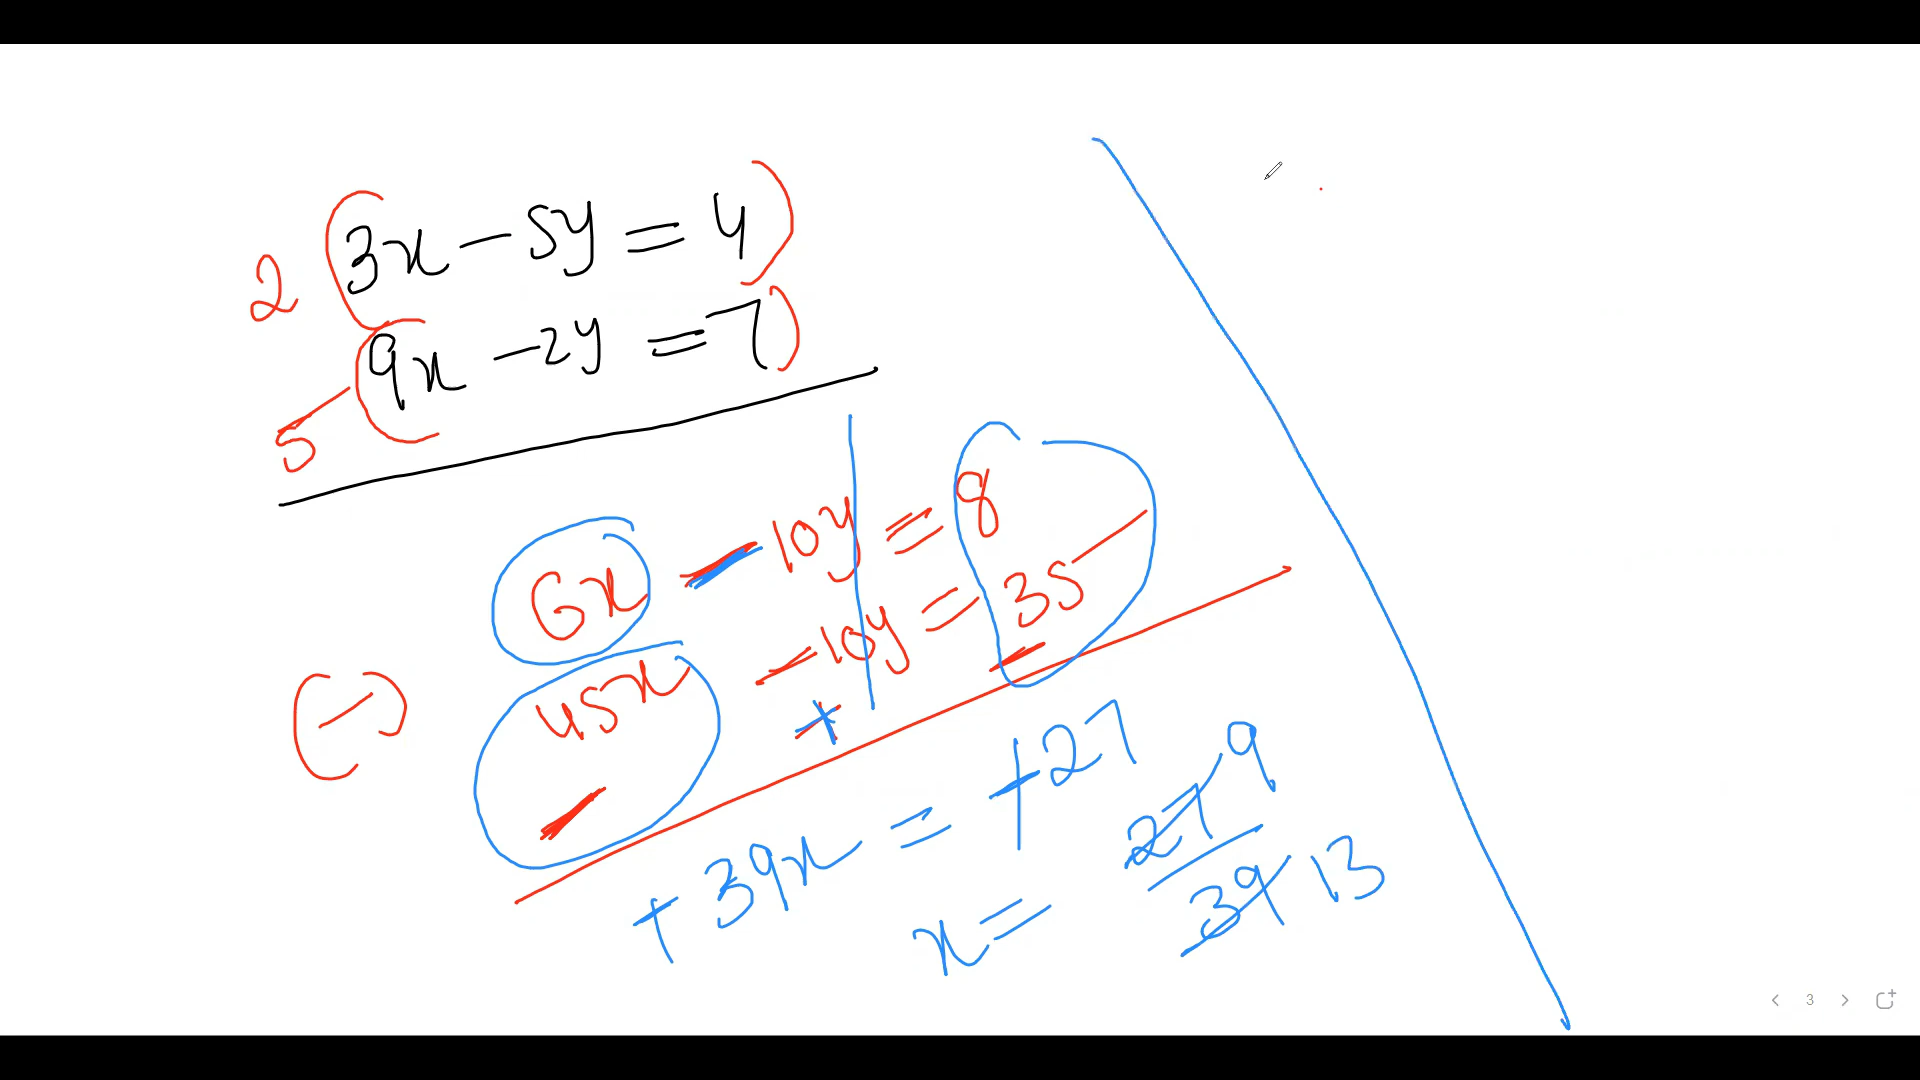 2 (3x - 5y = 4)
5 (9x - 2y = 7)
6x - 10y = 8
(-) 45x - 10y = 35
- + -
+ 39x = +27
x = 27/39 9/13
< 3 >